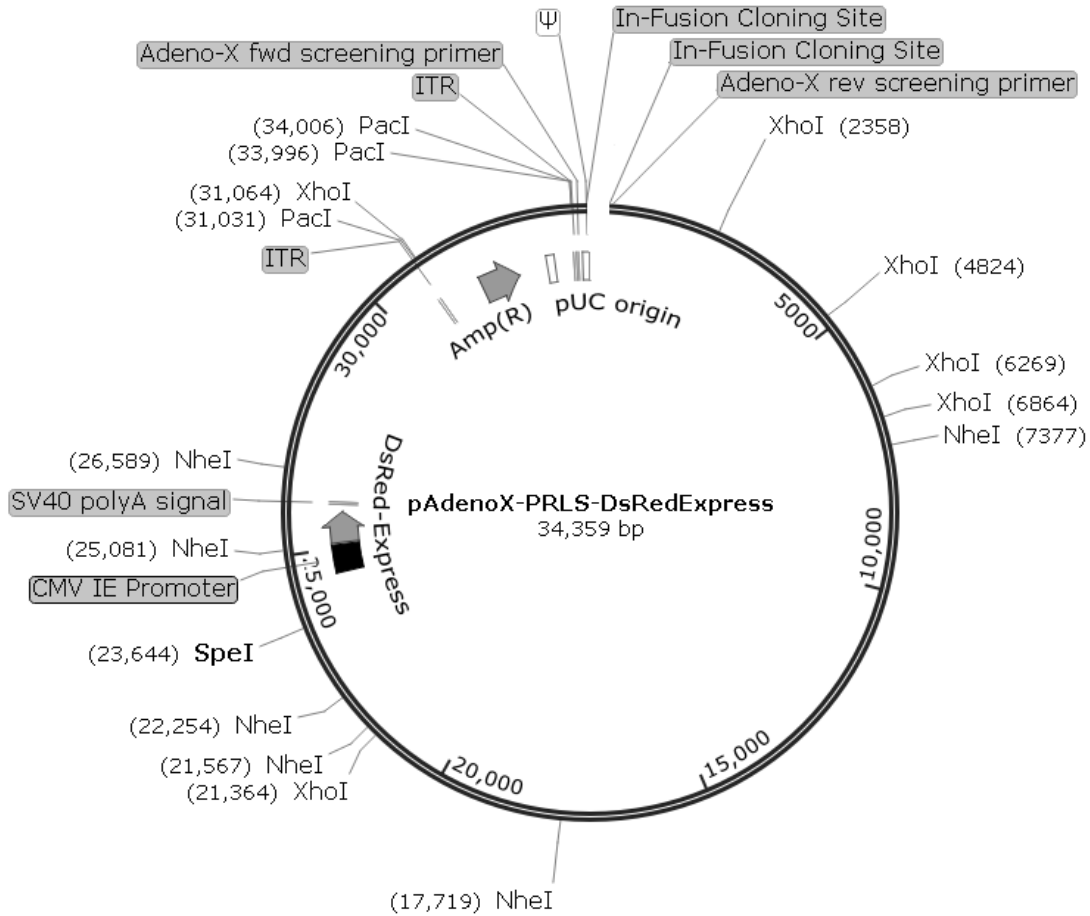 Ψ
In-Fusion Cloning Site
Adeno-X fwd screening primer
In-Fusion Cloning Site
ITR
Adeno-X rev screening primer
(34,006) PacI
XhoI (2358)
(33,996) PacI
(31,064) XhoI
(31,031) PacI
ITR
XhoI (4824)
Amp(R)
pUC origin
5000
30,000
XhoI (6269)
XhoI (6864)
NheI (7377)
(26,589) NheI
SV40 polyA signal
DsRed-Express
pAdenoX-PRLS-DsRedExpress
34,359 bp
(25,081) NheI
10,000
CMV IE Promoter
25,000
(23,644) SpeI
(22,254) NheI
(21,567) NheI
(21,364) XhoI
20,000
15,000
(17,719) NheI